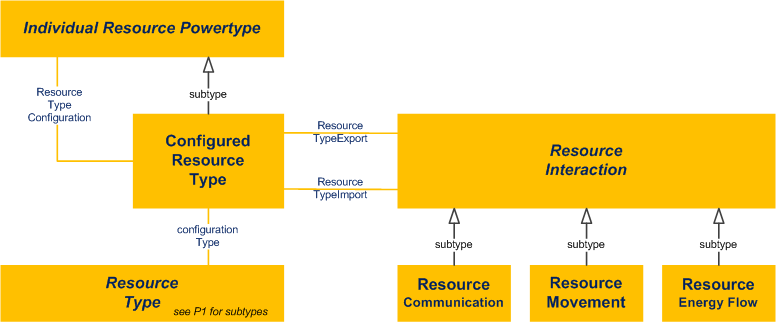 Individual Resource Powertype
Resource
Type
Configuration
subtype
Configured
Resource
Type
Resource
TypeExport
Resource
TypeImport
Resource
Interaction
configuration
Type
subtype
subtype
subtype
Resource
Type
see P1 for subtypes
Resource
Communication
Resource
Movement
Resource
Energy Flow